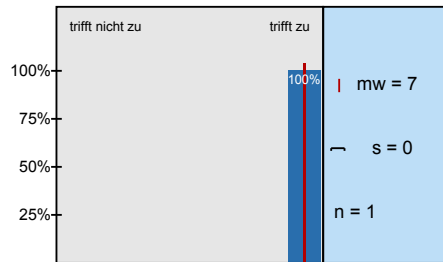 trifft nicht zu trifft zu
100%
100%
mw = 7
75%
50%
s = 0
25%
n = 1